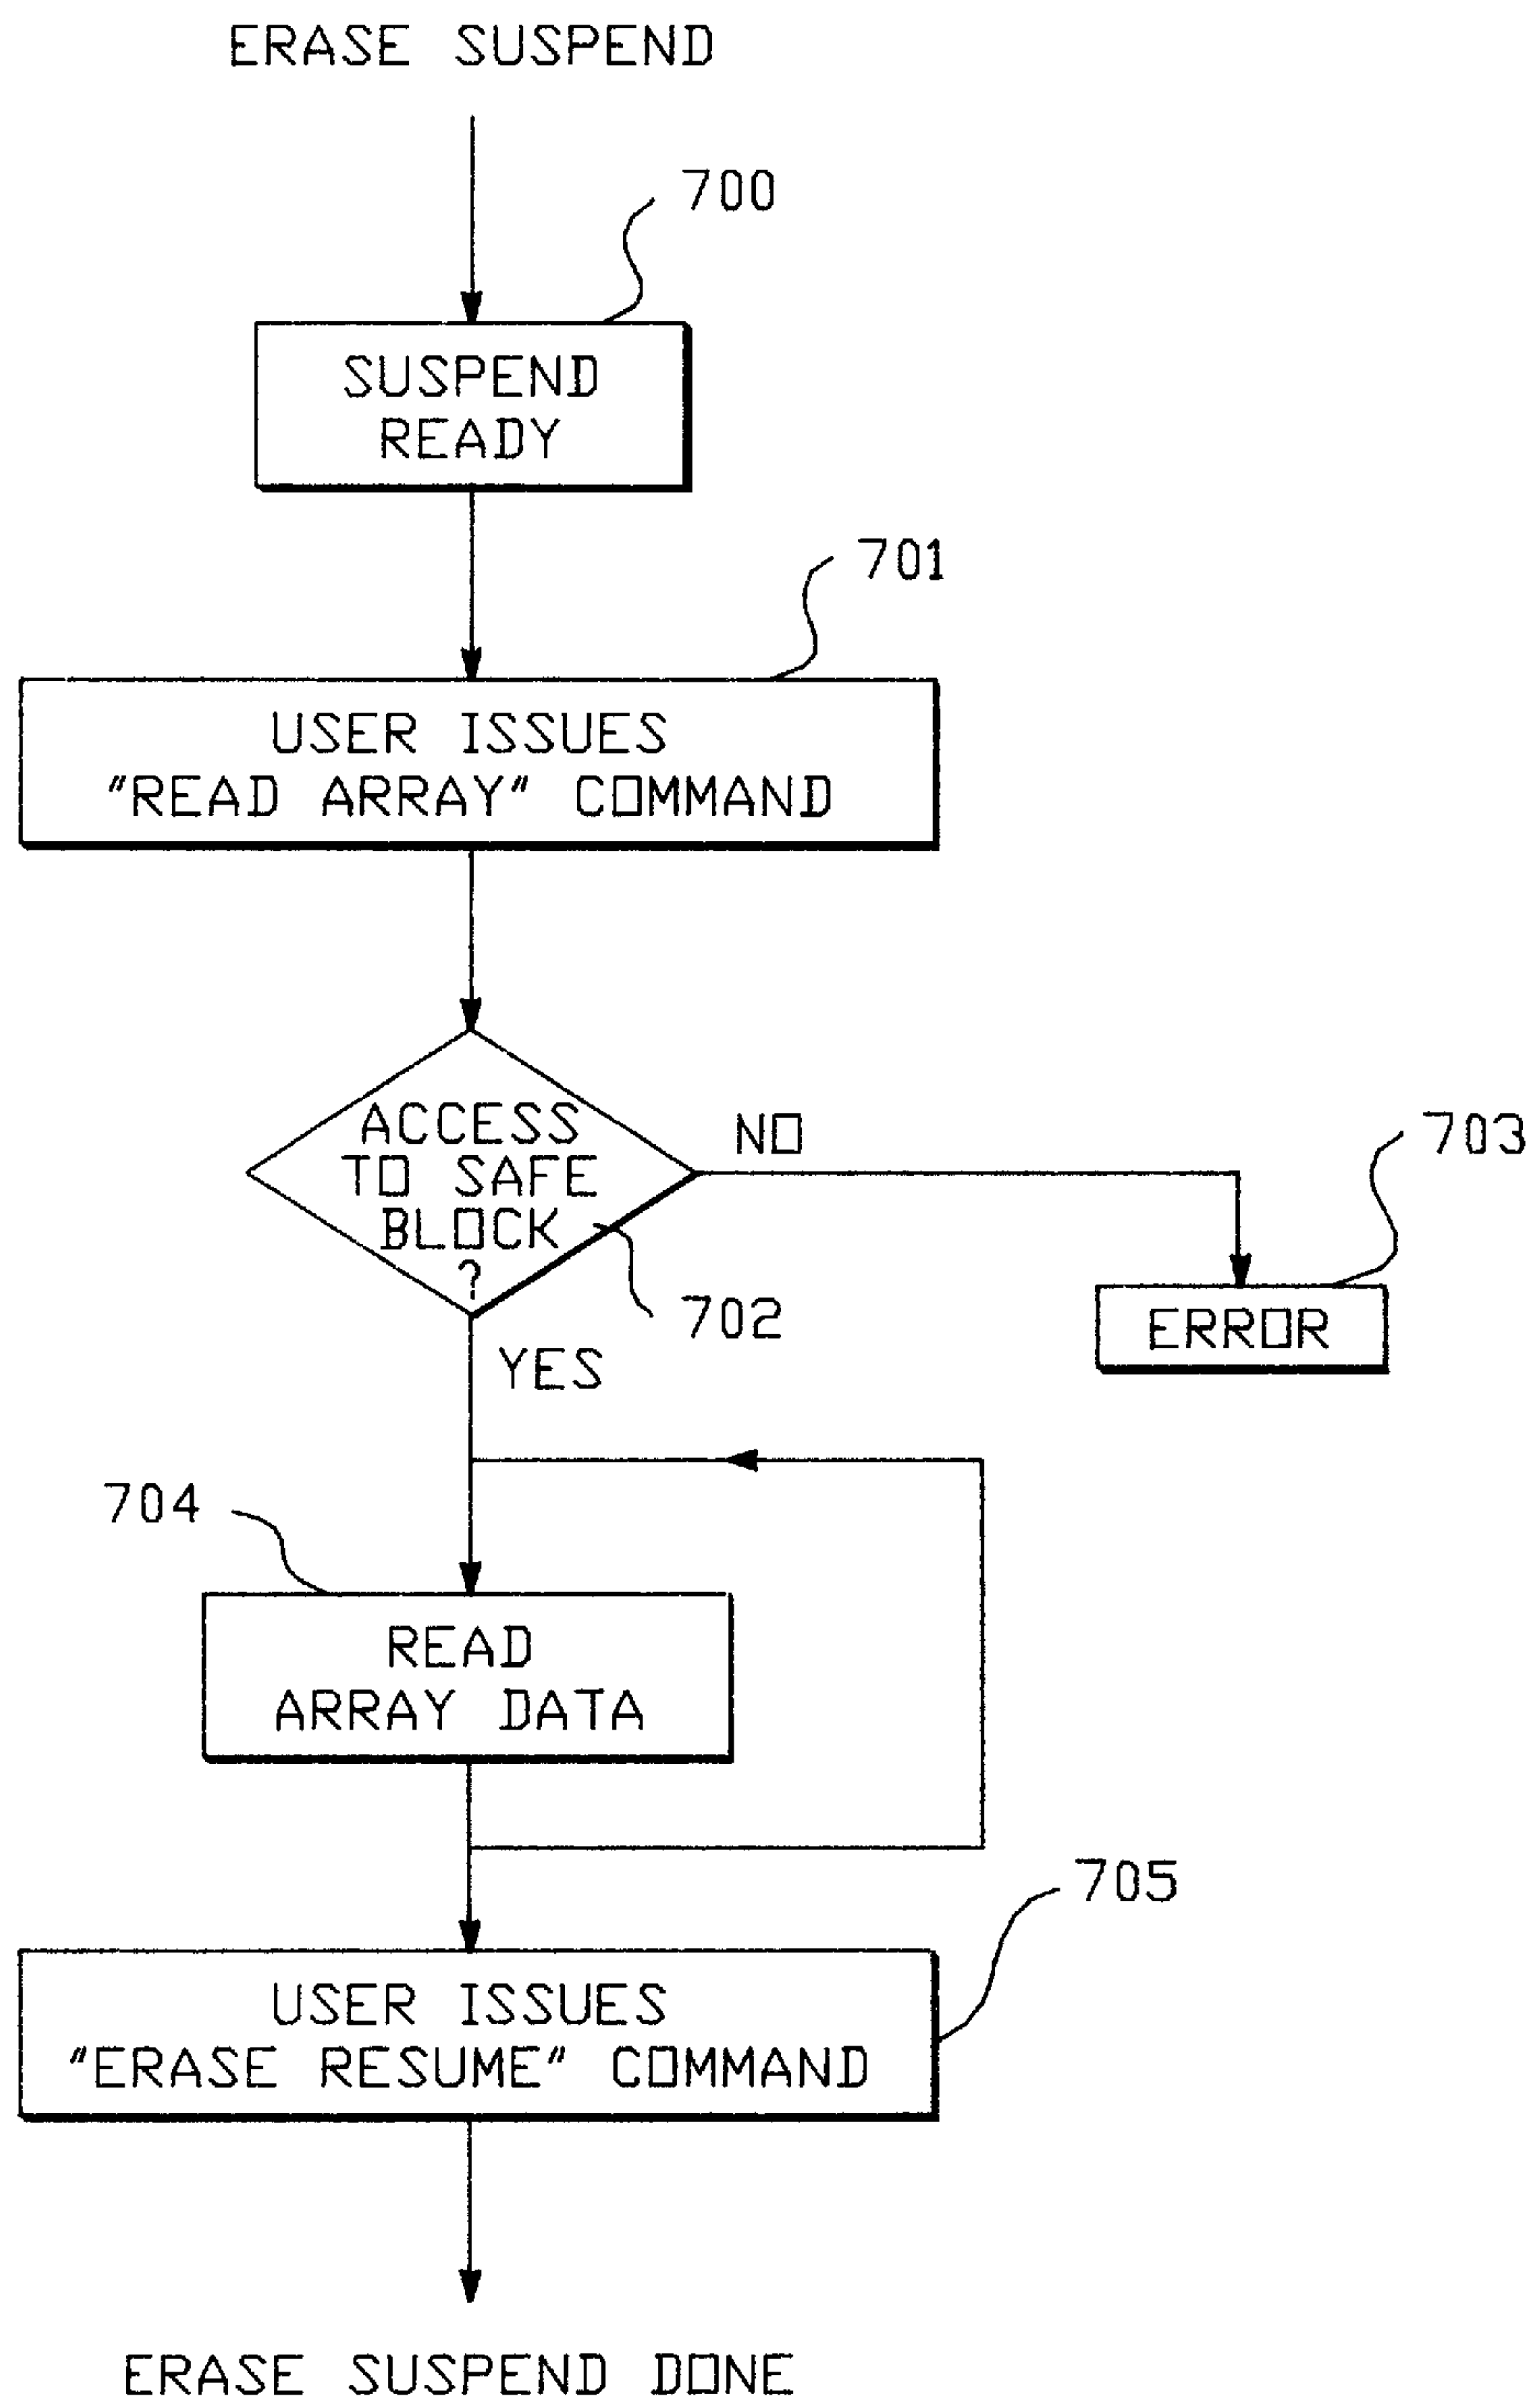 ERASE SUSPEND
700
SUSPEND
READY
701
USER ISSUES
"READ ARRAY" COMMAND
ACCESS
TO SAFE
BLOCK
?
NO
703
702
ERROR
YES
704
READ
ARRAY DATA
705
USER ISSUES
"ERASE RESUME" COMMAND
ERASE SUSPEND DONE